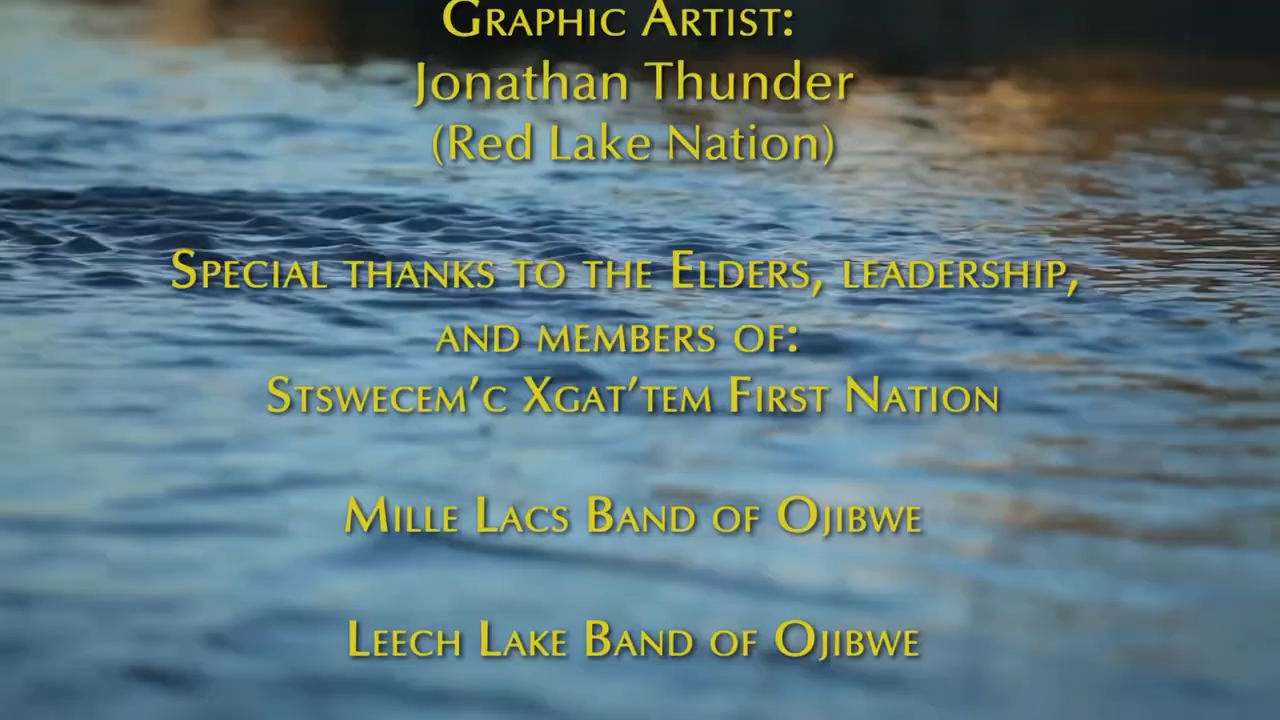 Graphic Artist:
Jonathan Thunder
(Red Lake Nation)
Special thanks to the Elders, leadership,
and members of:
Stswecem'c Xgat'tem First Nation
Mille Lacs Band of Ojibwe
Leech Lake Band of Ojibwe